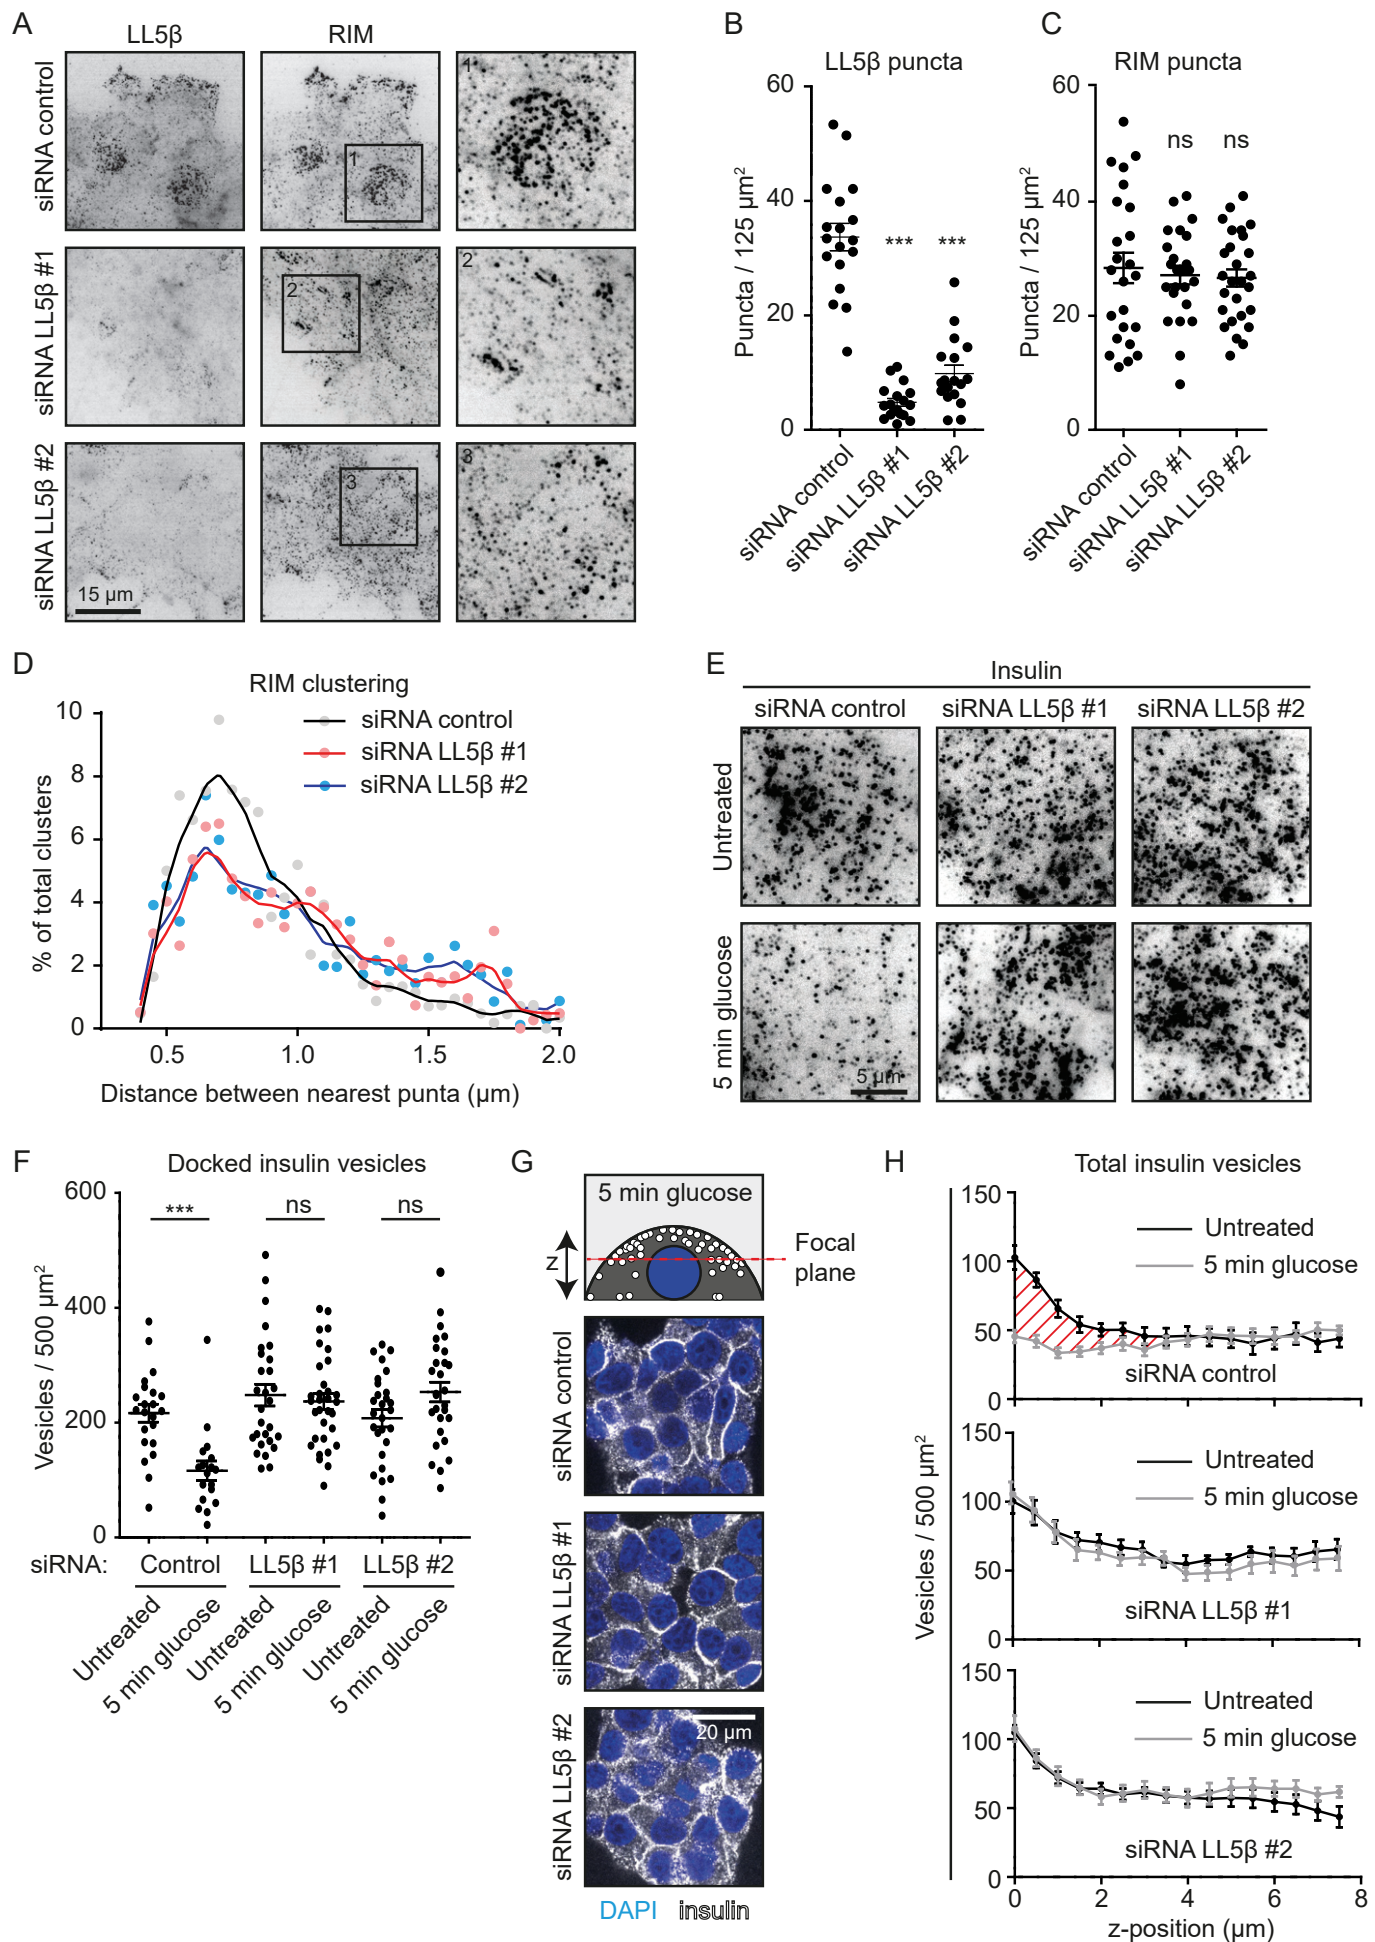 A
LL5β
RIM
siRNA control
1
1
siRNA LL5β #1
2
2
siRNA LL5β #2
15 µm
3
3
B
LL5β puncta
Puncta / 125 µm²
60
40
20
0
***
***
siRNA control
siRNA LL5β #1
siRNA LL5β #2
C
RIM puncta
Puncta / 125 µm²
60
40
20
0
ns
ns
siRNA control
siRNA LL5β #1
siRNA LL5β #2
D
RIM clustering
siRNA control
siRNA LL5β #1
siRNA LL5β #2
% of total clusters
10
8
6
4
2
0
0.5
1.0
1.5
2.0
Distance between nearest punta (µm)
E
Insulin
siRNA control
siRNA LL5β #1
siRNA LL5β #2
Untreated
5 min glucose
5 µm
F
Docked insulin vesicles
Vesicles / 500 µm²
600
400
200
0
***
ns
ns
siRNA:
Control
LL5β #1
LL5β #2
Untreated
5 min glucose
Untreated
5 min glucose
Untreated
5 min glucose
G
5 min glucose
z
Focal
plane
siRNA control
siRNA LL5β #1
siRNA LL5β #2
20 µm
DAPI insulin
H
Total insulin vesicles
Vesicles / 500 µm²
150
100
50
0
Untreated
5 min glucose
siRNA control
150
100
50
0
Untreated
5 min glucose
siRNA LL5β #1
150
100
50
0
Untreated
5 min glucose
siRNA LL5β #2
0
2
4
6
8
z-position (µm)